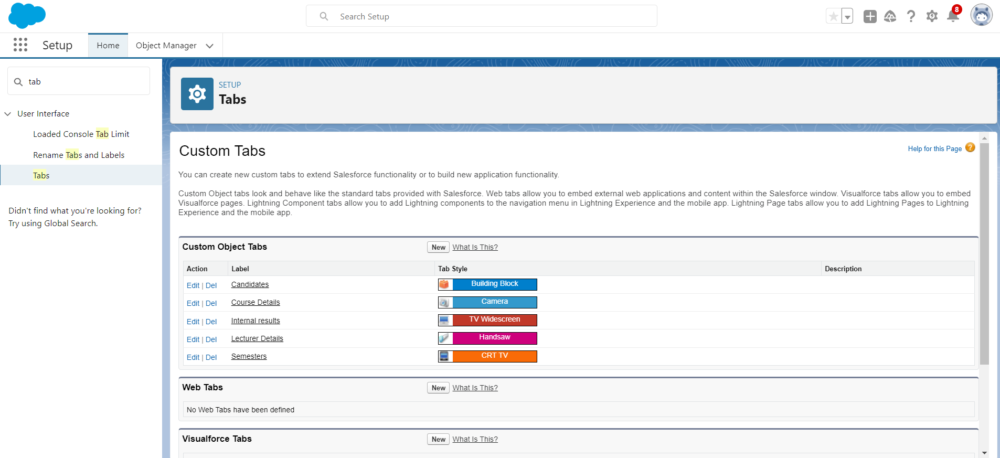 Search Setup
8
Setup
Home
Object Manager
tab
User Interface
Loaded Console Tab Limit
Rename Tabs and Labels
Tabs
Didn't find what you're looking for?
Try using Global Search.
SETUP
Tabs
Custom Tabs
Help for this Page ?
You can create new custom tabs to extend Salesforce functionality or to build new application functionality.
Custom Object tabs look and behave like the standard tabs provided with Salesforce. Web tabs allow you to embed external web applications and content within the Salesforce window. Visualforce tabs allow you to embed
Visualforce pages. Lightning Component tabs allow you to add Lightning components to the navigation menu in Lightning Experience and the mobile app. Lightning Page tabs allow you to add Lightning Pages to Lightning
Experience and the mobile app.
Custom Object Tabs New What Is This?
Action Label Tab Style Description
Edit | Del Candidates Building Block
Edit | Del Course Details Camera
Edit | Del Internal results TV Widescreen
Edit | Del Lecturer Details Handsaw
Edit | Del Semesters CRT TV
Web Tabs New What Is This?
No Web Tabs have been defined
Visualforce Tabs New What Is This?